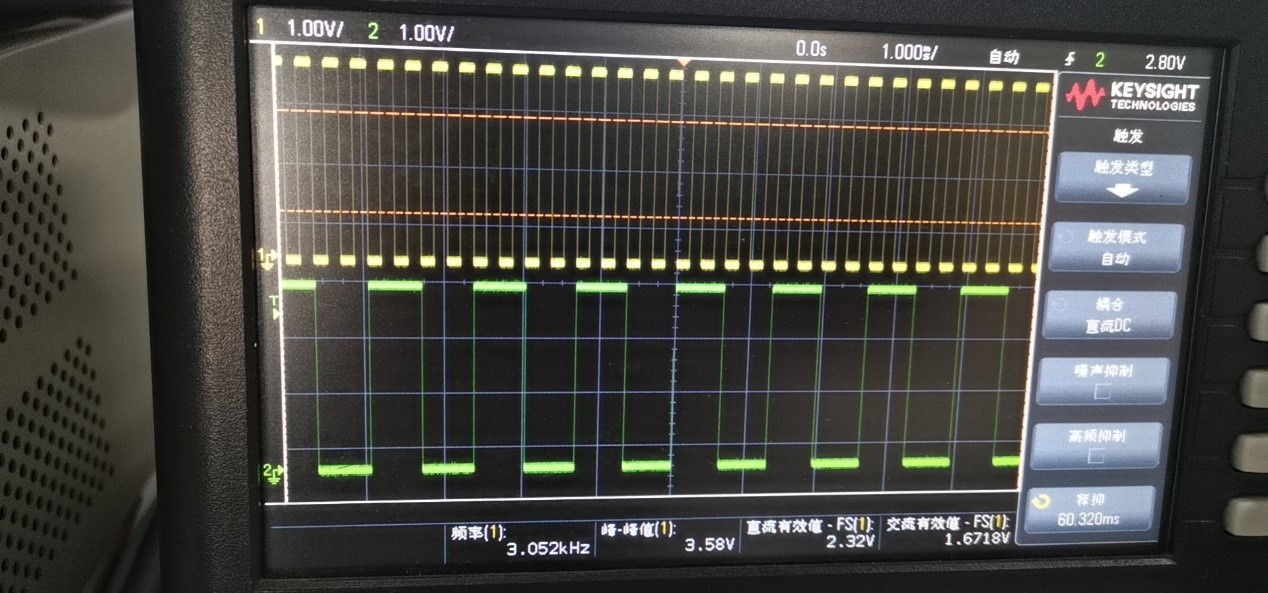 1 1.00V/ 2 1.00V/ 0.0s 1.000ms/ 自动 2 2.80V
KEYSIGHT
TECHNOLOGIES
触发
触发类型
触发模式
自动
耦合
直流DC
噪声抑制
高频抑制
释抑
60.320ms
1
T
2
频率(1):
3.052kHz
峰-峰值(1):
3.58V
直流有效值 - FS(1):
2.32V
交流有效值 - FS(1):
1.6718V